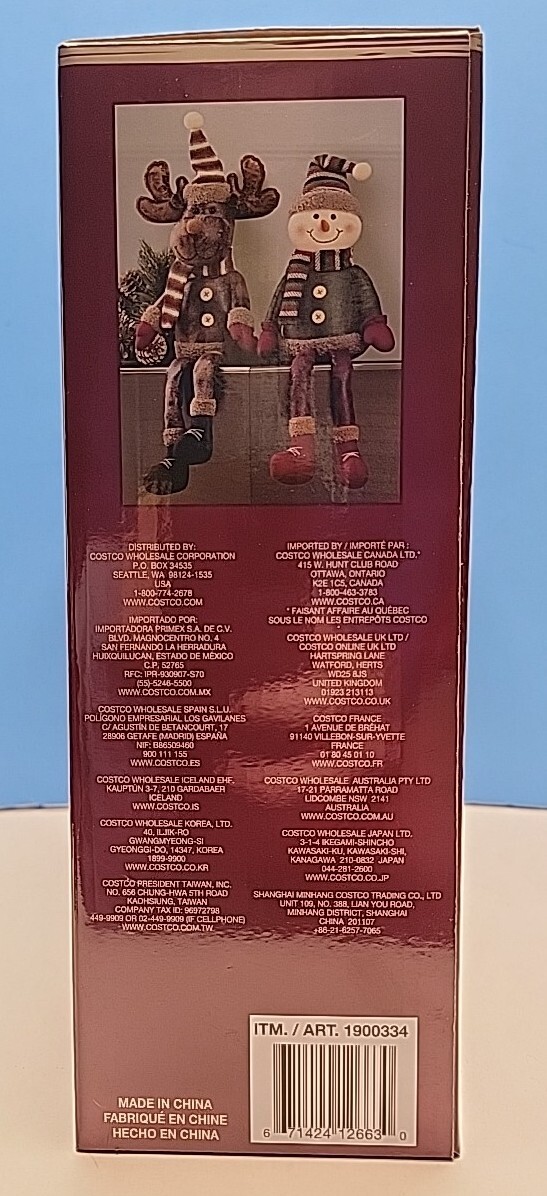 DISTRIBUTED BY:
COSTCO WHOLESALE CORPORATION
P.O. BOX 34535
SEATTLE, WA 98124-1535
USA
1-800-774-2678
WWW.COSTCO.COM
IMPORTADO POR:
IMPORTADORA PRIMEX S.A. DE C.V.
BLVD. MAGNOCENTRO NO. 4
SAN FERNANDO LA HERRADURA
HUIXQUILUCAN, ESTADO DE MÉXICO
C.P. 52765
RFC: IPR-930907-S70
(55)-5246-5500
WWW.COSTCO.COM.MX
COSTCO WHOLESALE SPAIN S.L.U.
POLÍGONO EMPRESARIAL LOS GAVILANES
C/ AGUSTÍN DE BETANCOURT, 17
28906 GETAFE (MADRID) ESPAÑA
NIF: B86509460
900 111 155
WWW.COSTCO.ES
COSTCO WHOLESALE ICELAND EHF.
KAUPTÚN 3-7, 210 GARDABAER
ICELAND
WWW.COSTCO.IS
COSTCO WHOLESALE KOREA, LTD.
40, ILJIK-RO
GWANGMYEONG-SI
GYEONGGI-DO, 14347, KOREA
1899-9900
WWW.COSTCO.CO.KR
COSTCO PRESIDENT TAIWAN, INC.
NO. 656 CHUNG-HWA 5TH ROAD
KAOHSIUNG, TAIWAN
COMPANY TAX ID: 96972798
449-9909 OR 02-449-9909 (IF CELLPHONE)
WWW.COSTCO.COM.TW
IMPORTED BY / IMPORTÉ PAR :
COSTCO WHOLESALE CANADA LTD.*
415 W. HUNT CLUB ROAD
OTTAWA, ONTARIO
K2E 1C5, CANADA
1-800-463-3783
WWW.COSTCO.CA
* FAISANT AFFAIRE AU QUÉBEC
SOUS LE NOM LES ENTREPÔTS COSTCO
COSTCO WHOLESALE UK LTD /
COSTCO ONLINE UK LTD
HARTSPRING LANE
WATFORD, HERTS
WD25 8JS
UNITED KINGDOM
01923 213113
WWW.COSTCO.CO.UK
COSTCO FRANCE
1 AVENUE DE BRÉHAT
91140 VILLEBON-SUR-YVETTE
FRANCE
01 80 45 01 10
WWW.COSTCO.FR
COSTCO WHOLESALE AUSTRALIA PTY LTD
17-21 PARRAMATTA ROAD
LIDCOMBE NSW 2141
AUSTRALIA
WWW.COSTCO.COM.AU
COSTCO WHOLESALE JAPAN LTD.
3-1-4 IKEGAMI-SHINCHO
KAWASAKI-KU, KAWASAKI-SHI,
KANAGAWA 210-0832 JAPAN
044-281-2600
WWW.COSTCO.CO.JP
SHANGHAI MINHANG COSTCO TRADING CO., LTD
UNIT 109, NO. 388, LIAN YOU ROAD,
MINHANG DISTRICT, SHANGHAI
CHINA 201107
+86-21-6257-7065
ITM. / ART. 1900334
6 71424 12663 0
MADE IN CHINA
FABRIQUÉ EN CHINE
HECHO EN CHINA